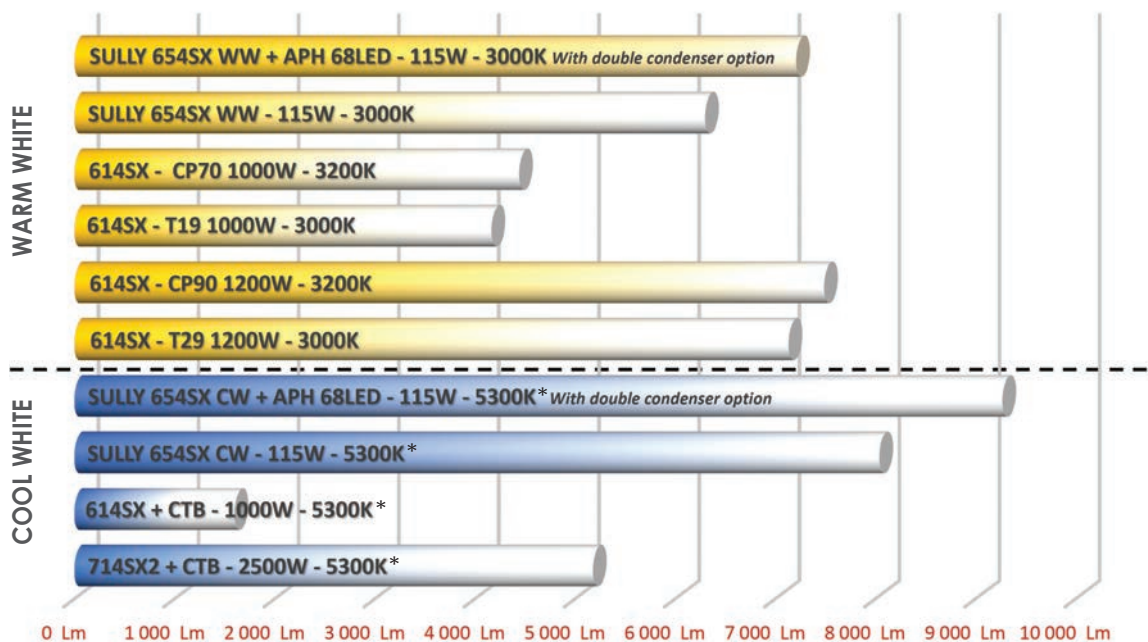 WARM WHITE
SULLY 654SX WW + APH 68LED - 115W - 3000K With double condenser option
SULLY 654SX WW - 115W - 3000K
614SX - CP70 1000W - 3200K
614SX - T19 1000W - 3000K
614SX - CP90 1200W - 3200K
614SX - T29 1200W - 3000K
COOL WHITE
SULLY 654SX CW + APH 68LED - 115W - 5300K* With double condenser option
SULLY 654SX CW - 115W - 5300K*
614SX + CTB - 1000W - 5300K*
714SX2 + CTB - 2500W - 5300K*
0 Lm 1 000 Lm 2 000 Lm 3 000 Lm 4 000 Lm 5 000 Lm 6 000 Lm 7 000 Lm 8 000 Lm 9 000 Lm 10 000 Lm